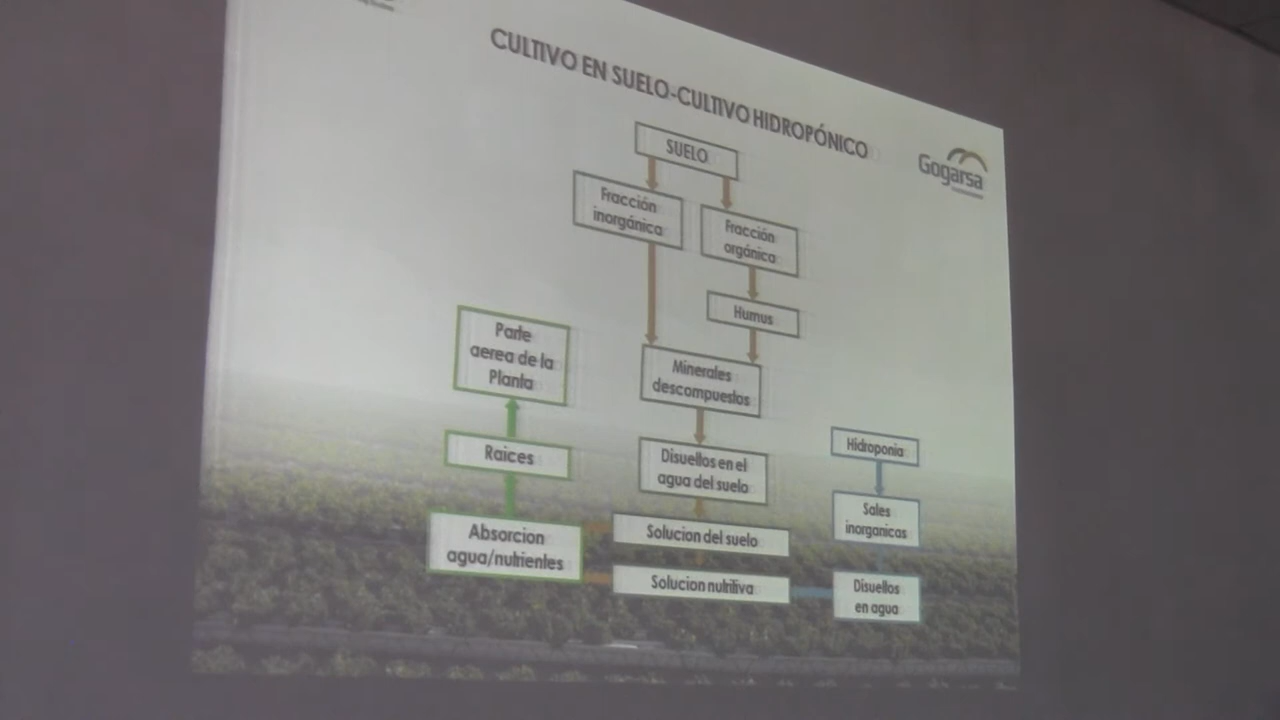 CULTIVO EN SUELO-CULTIVO HIDROPÓNICO
Gogarsa
SUELO
Fracción
inorgánica
Fracción
orgánica
Humus
Parte
aerea de la
Planta
Minerales
descompuestos
Raices
Disueltos en el
agua del suelo
Hidroponia
Sales
inorganicas
Absorcion
agua/nutrientes
Solucion del suelo
Solucion nutritiva
Disueltos
en agua